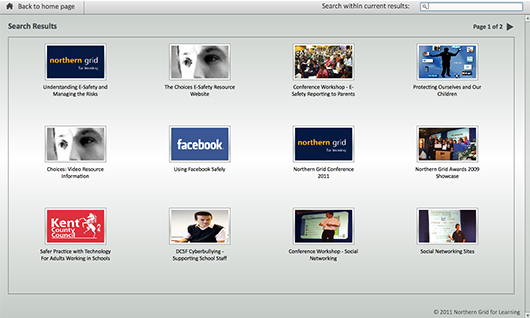 Back to home page
Search within current results:
Search Results
Page 1 of 2
northern grid
for learning
Understanding E-Safety and
Managing the Risks
The Choices E-Safety Resource
Website
Conference Workshop - E-
Safety Reporting to Parents
Protecting Ourselves and Our
Children
Choices: Video Resource
Information
facebook
Using Facebook Safely
northern grid
for learning
Northern Grid Conference
2011
Northern Grid Awards 2009
Showcase
Kent
County
Council
Safer Practice with Technology
For Adults Working in Schools
DCSF Cyberbullying -
Supporting School Staff
Conference Workshop - Social
Networking
Social Networking Sites
© 2011 Northern Grid for Learning